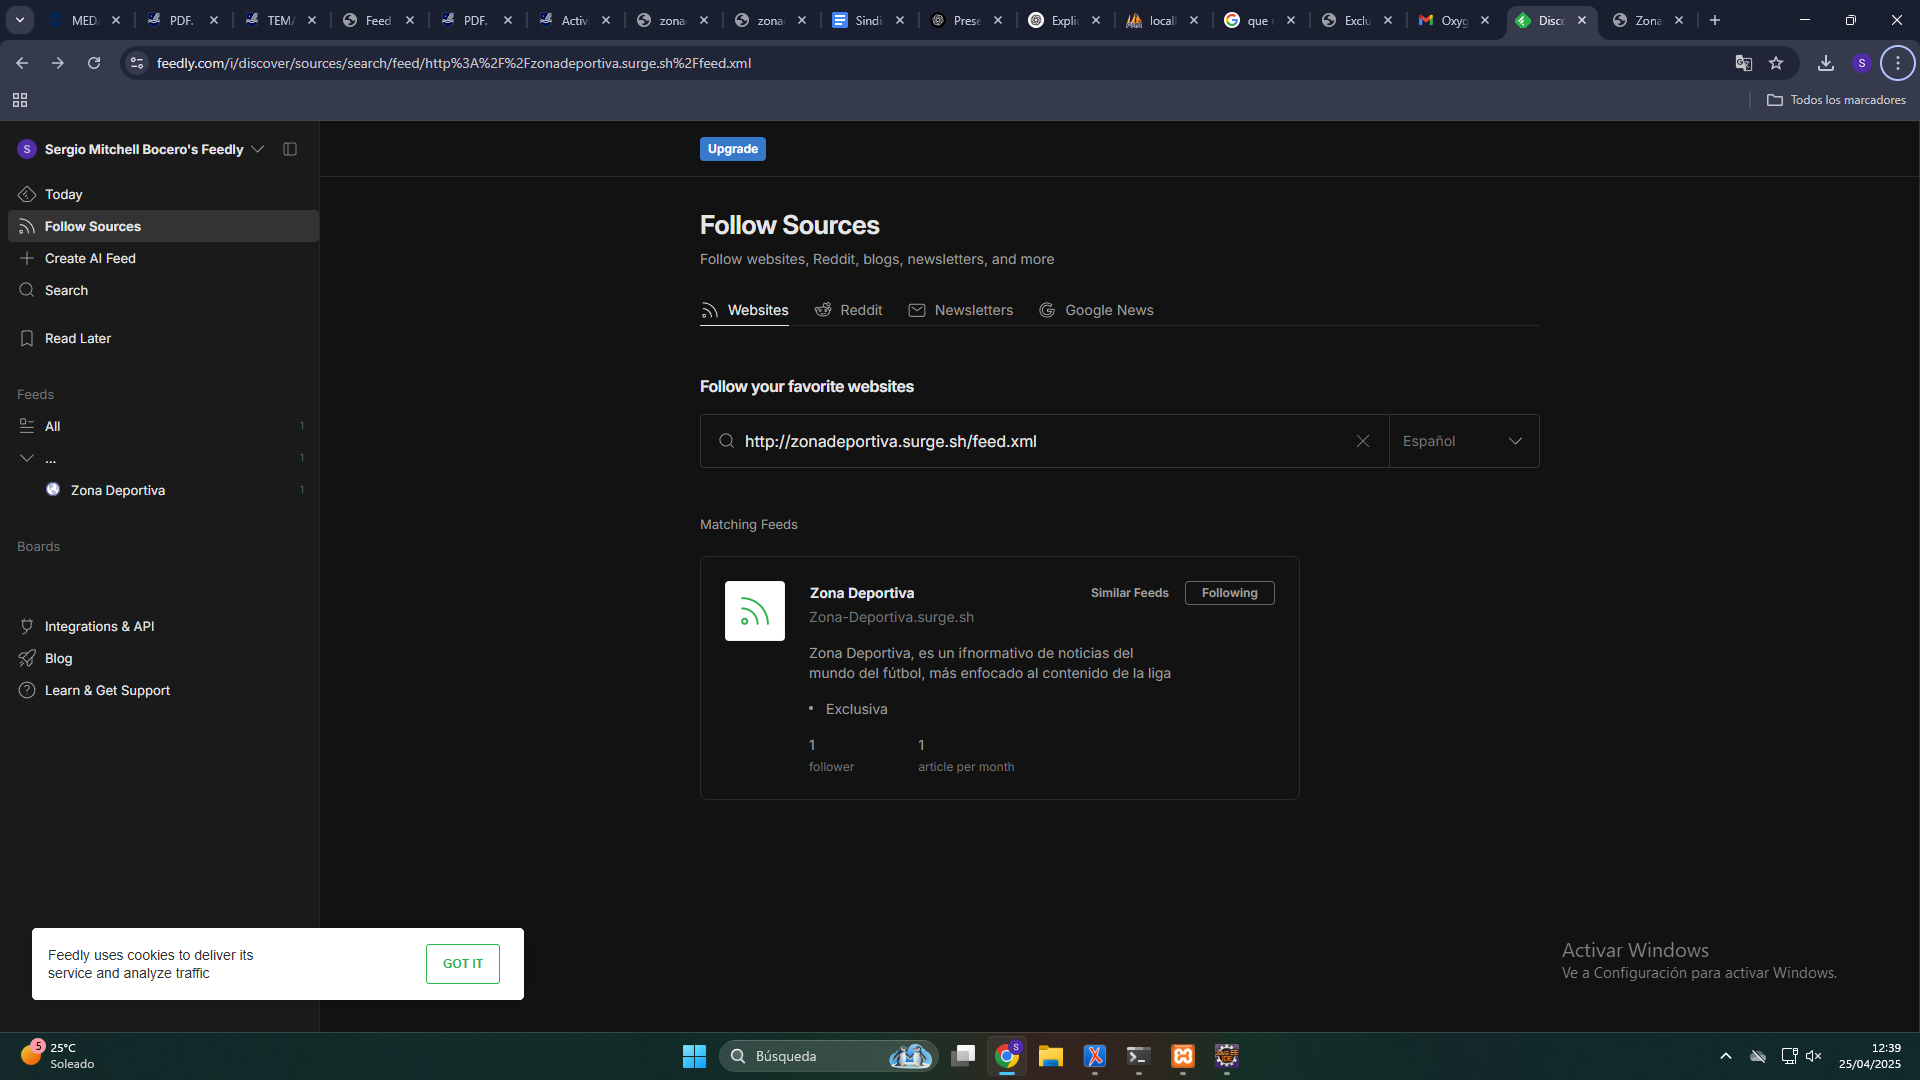 MED.
PDF.
TEMA
Feed
PDF.
Activ
zona
zona
Sindi
Prese
Explic
locall
que
Exclu
Oxyg
Disco
Zona
feedly.com/i/discover/sources/search/feed/http%3A%2F%2Fzonadeportiva.surge.sh%2Ffeed.xml
S
Todos los marcadores
S
Sergio Mitchell Bocero's Feedly
Upgrade
Today
Follow Sources
Create AI Feed
Search
Read Later
Feeds
All 1
... 1
Zona Deportiva 1
Boards
Integrations & API
Blog
Learn & Get Support
Follow Sources
Follow websites, Reddit, blogs, newsletters, and more
Websites
Reddit
Newsletters
Google News
Follow your favorite websites
http://zonadeportiva.surge.sh/feed.xml
Español
Matching Feeds
Zona Deportiva
Similar Feeds
Following
Zona-Deportiva.surge.sh
Zona Deportiva, es un ifnormativo de noticias del
mundo del fútbol, más enfocado al contenido de la liga
• Exclusiva
1
follower
1
article per month
Feedly uses cookies to deliver its
service and analyze traffic
GOT IT
Activar Windows
Ve a Configuración para activar Windows.
5
25°C
Soleado
Búsqueda
S
12:39
25/04/2025